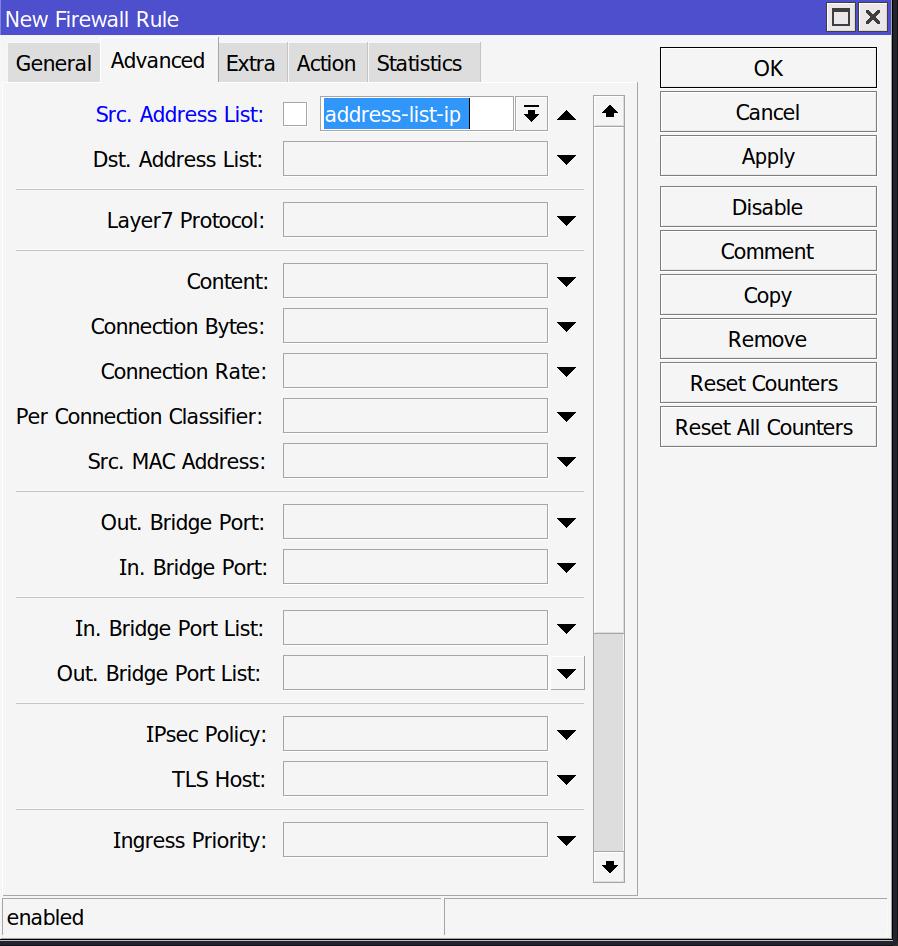 New Firewall Rule
General Advanced Extra Action Statistics
Src. Address List: address-list-ip
Dst. Address List:
Layer7 Protocol:
Content:
Connection Bytes:
Connection Rate:
Per Connection Classifier:
Src. MAC Address:
Out. Bridge Port:
In. Bridge Port:
In. Bridge Port List:
Out. Bridge Port List:
IPsec Policy:
TLS Host:
Ingress Priority:
OK
Cancel
Apply
Disable
Comment
Copy
Remove
Reset Counters
Reset All Counters
enabled